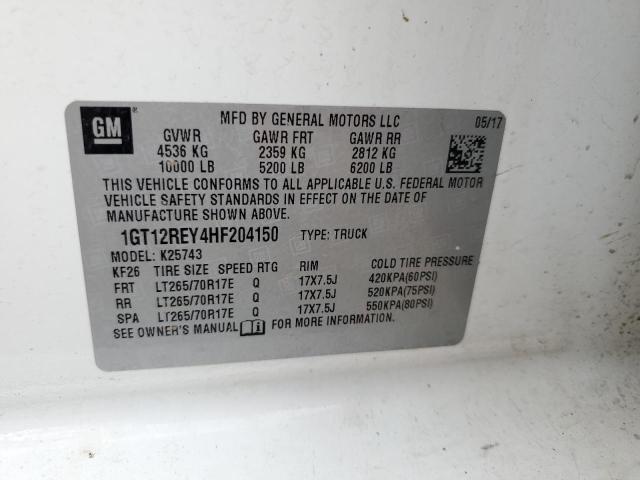 GM
MFD BY GENERAL MOTORS LLC 05/17
GVWR GAWR FRT GAWR RR
4536 KG 2359 KG 2812 KG
10000 LB 5200 LB 6200 LB
THIS VEHICLE CONFORMS TO ALL APPLICABLE U.S. FEDERAL MOTOR
VEHICLE SAFETY STANDARDS IN EFFECT ON THE DATE OF
MANUFACTURE SHOWN ABOVE.
1GT12REY4HF204150 TYPE: TRUCK
MODEL: K25743
KF26 TIRE SIZE SPEED RTG RIM COLD TIRE PRESSURE
FRT LT265/70R17E Q 17X7.5J 420KPA(60PSI)
RR LT265/70R17E Q 17X7.5J 520KPA(75PSI)
SPA LT265/70R17E Q 17X7.5J 550KPA(80PSI)
SEE OWNER'S MANUAL FOR MORE INFORMATION.